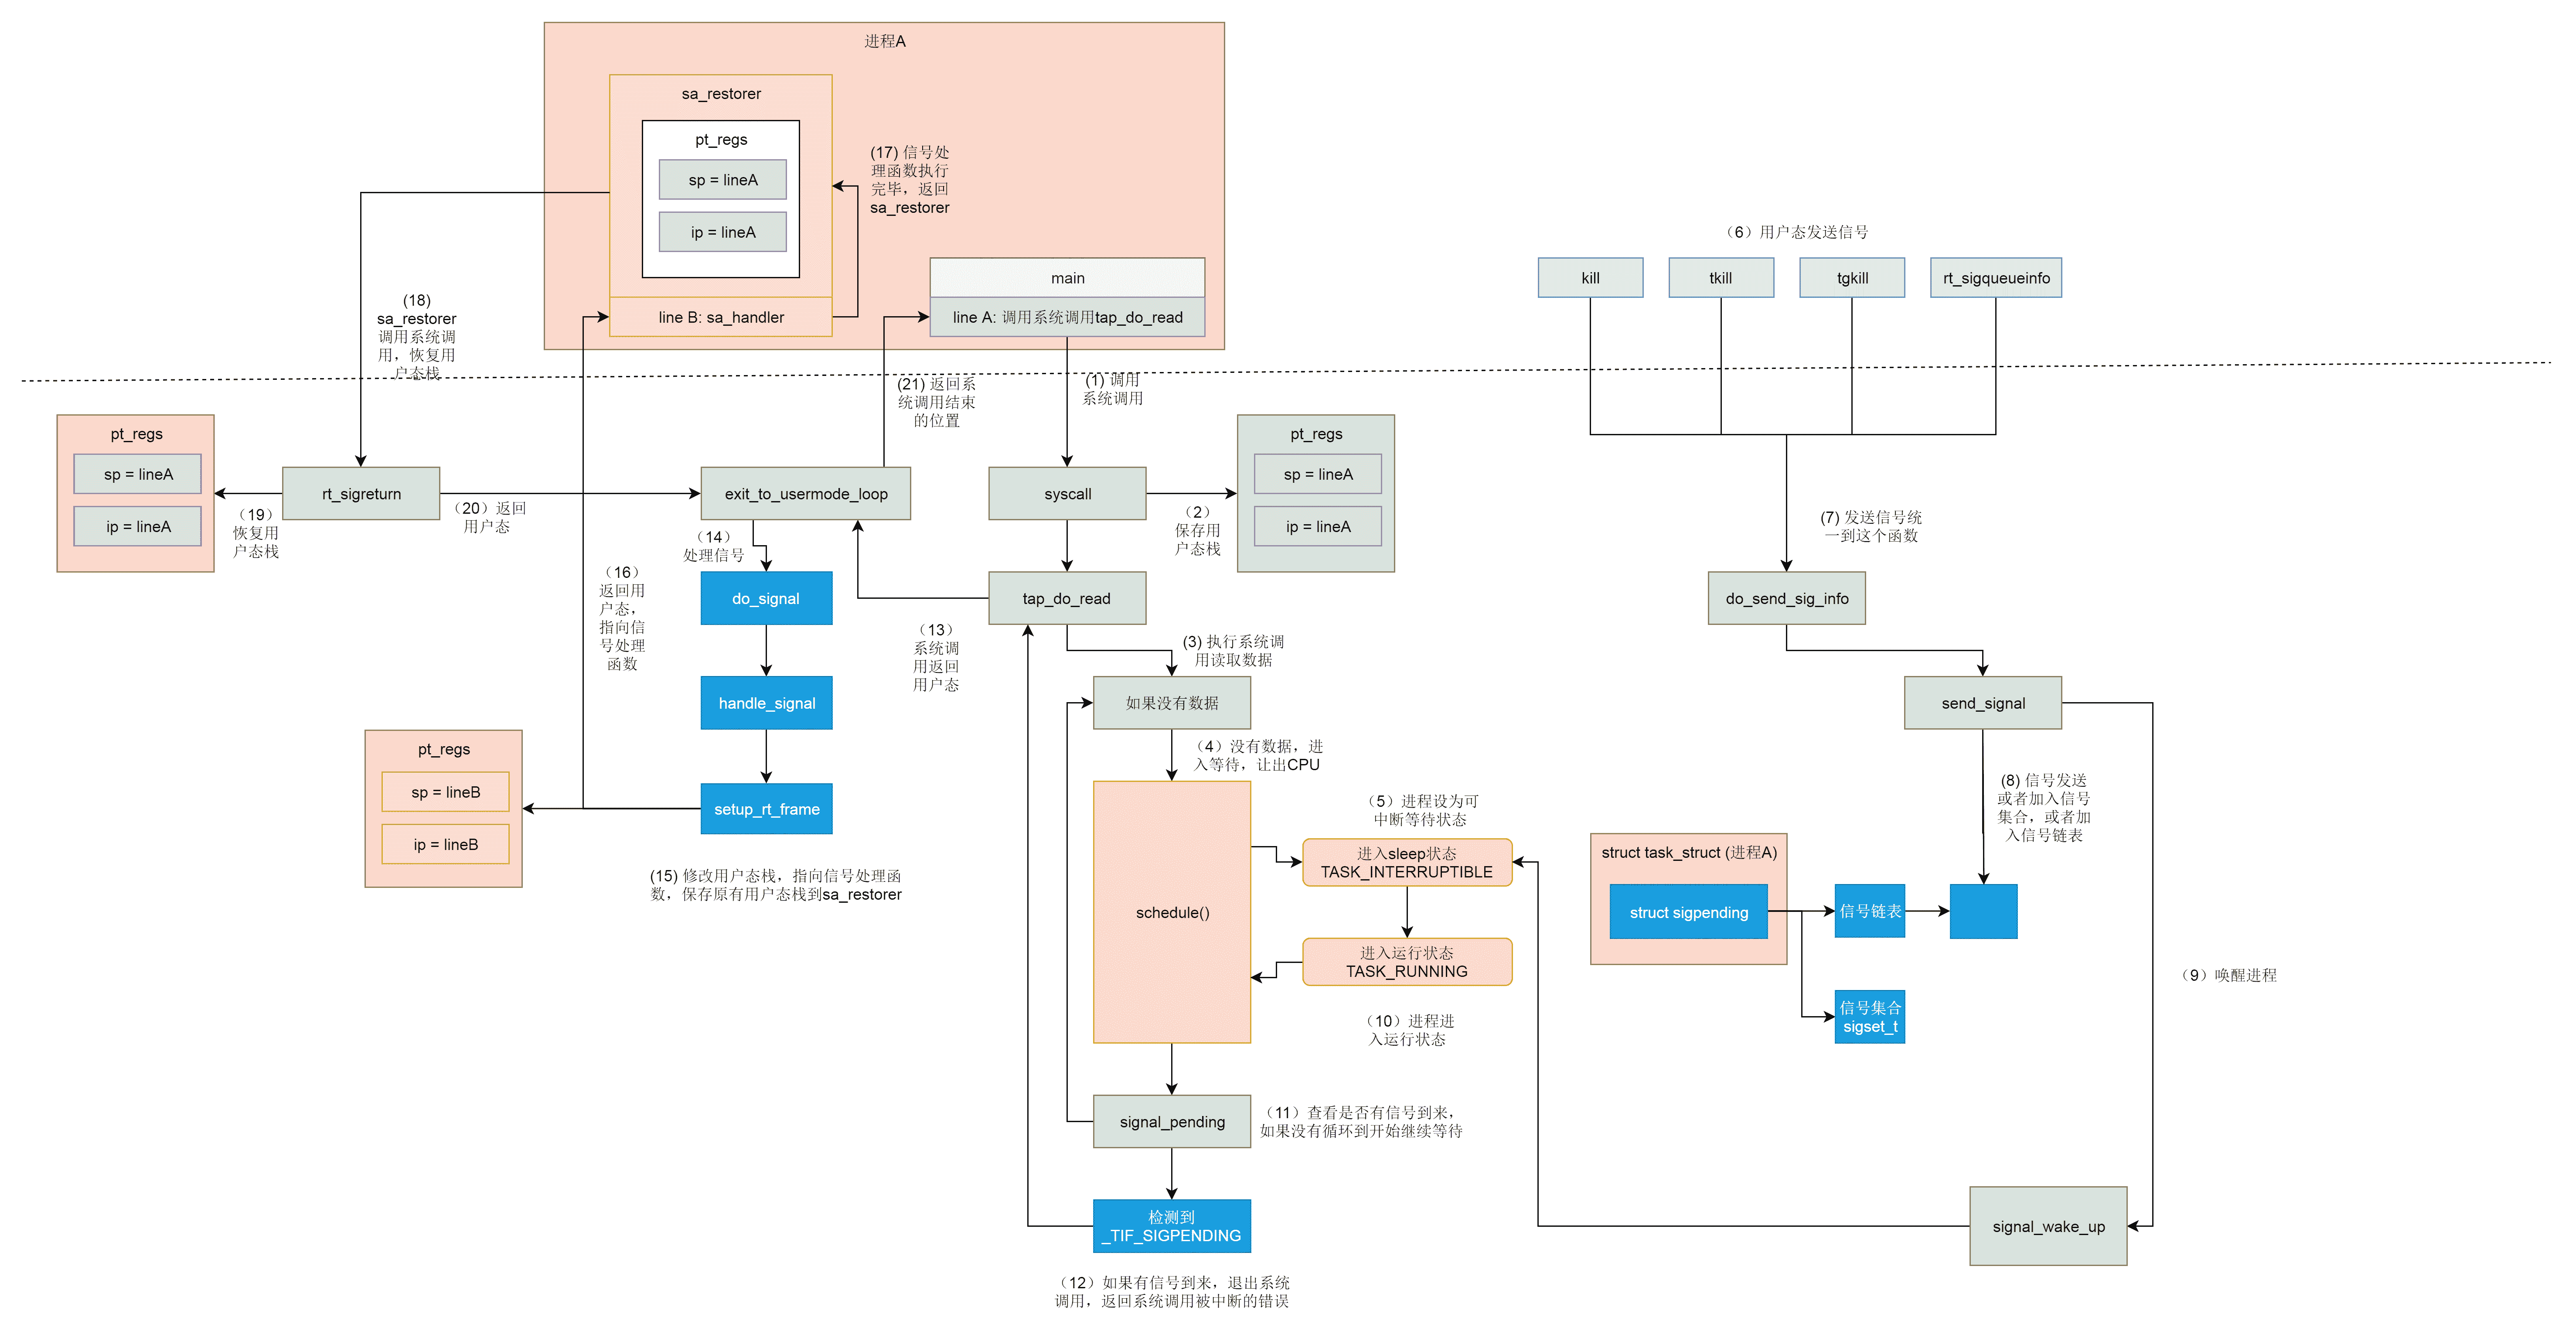 进程A
sa_restorer
pt_regs
sp = lineA
ip = lineA
(17) 信号处
理函数执行
完毕，返回
sa_restorer
line B: sa_handler
main
line A: 调用系统调用tap_do_read
(18)
sa_restorer
调用系统调
用，恢复用
户态栈
(21) 返回系
统调用结束
的位置
(1) 调用
系统调用
（6）用户态发送信号
kill
tkill
tgkill
rt_sigqueueinfo
pt_regs
sp = lineA
ip = lineA
（19）
恢复用
户态栈
rt_sigreturn
（20）返回
用户态
exit_to_usermode_loop
syscall
（2）
保存用
户态栈
pt_regs
sp = lineA
ip = lineA
(7) 发送信号统
一到这个函数
（14）
处理信号
（16）
返回用
户态，
指向信
号处理
函数
do_signal
（13）
系统调
用返回
用户态
tap_do_read
(3) 执行系统调
用读取数据
do_send_sig_info
handle_signal
如果没有数据
send_signal
pt_regs
sp = lineB
ip = lineB
setup_rt_frame
（4）没有数据，进
入等待，让出CPU
(15) 修改用户态栈，指向信号处理函
数，保存原有用户态栈到sa_restorer
schedule()
（5）进程设为可
中断等待状态
进入sleep状态
TASK_INTERRUPTIBLE
进入运行状态
TASK_RUNNING
（10）进程进
入运行状态
(8) 信号发送
或者加入信号
集合，或者加
入信号链表
struct task_struct (进程A)
struct sigpending
信号链表
信号集合
sigset_t
（9）唤醒进程
signal_pending
（11）查看是否有信号到来，
如果没有循环到开始继续等待
检测到
_TIF_SIGPENDING
signal_wake_up
（12）如果有信号到来，退出系统
调用，返回系统调用被中断的错误